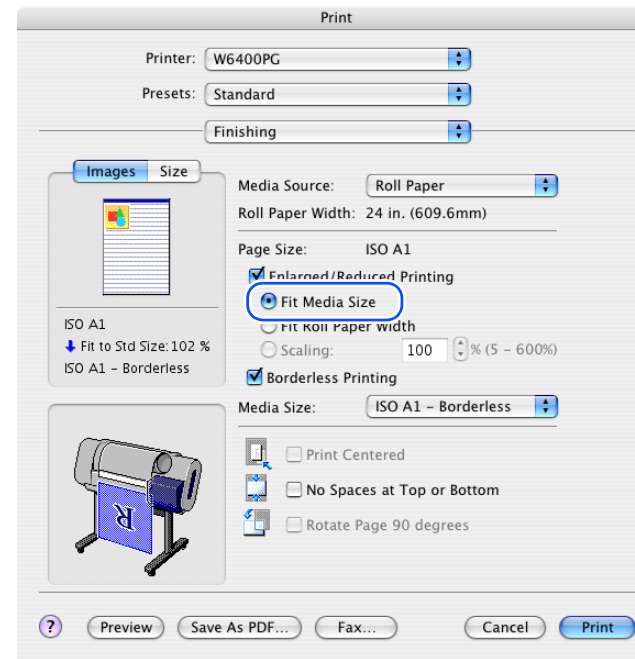 Print
Printer: W6400PG
Presets: Standard
Finishing
Images Size
Media Source: Roll Paper
Roll Paper Width: 24 in. (609.6mm)
Page Size: ISO A1
Enlarged/Reduced Printing
Fit Media Size
Fit Roll Paper Width
Scaling: 100 % (5 – 600%)
Borderless Printing
Media Size: ISO A1 – Borderless
ISO A1
Fit to Std Size: 102 %
ISO A1 – Borderless
Print Centered
No Spaces at Top or Bottom
Rotate Page 90 degrees
R
? Preview Save As PDF... Fax... Cancel Print